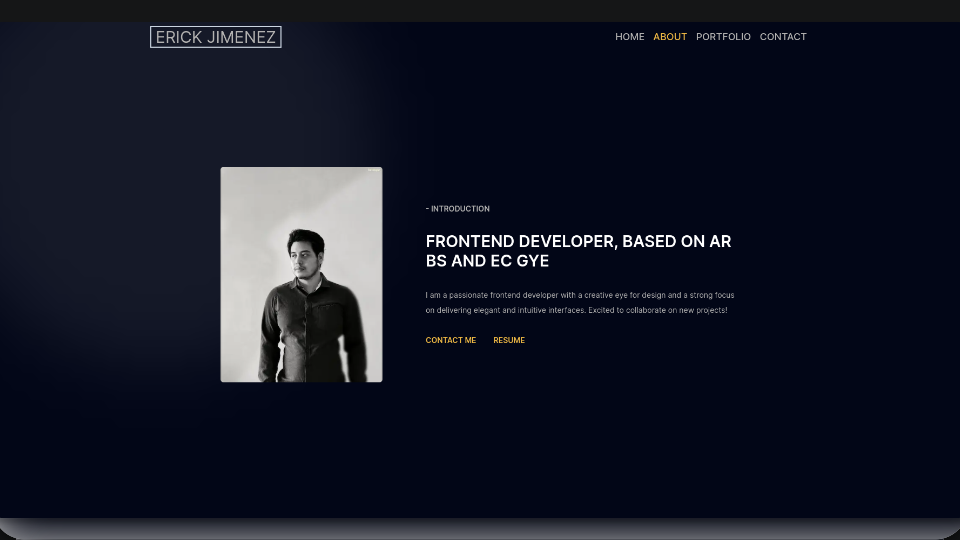 ERICK JIMENEZ
HOME ABOUT PORTFOLIO CONTACT
- INTRODUCTION
FRONTEND DEVELOPER, BASED ON AR
BS AND EC GYE
I am a passionate frontend developer with a creative eye for design and a strong focus
on delivering elegant and intuitive interfaces. Excited to collaborate on new projects!
CONTACT ME RESUME